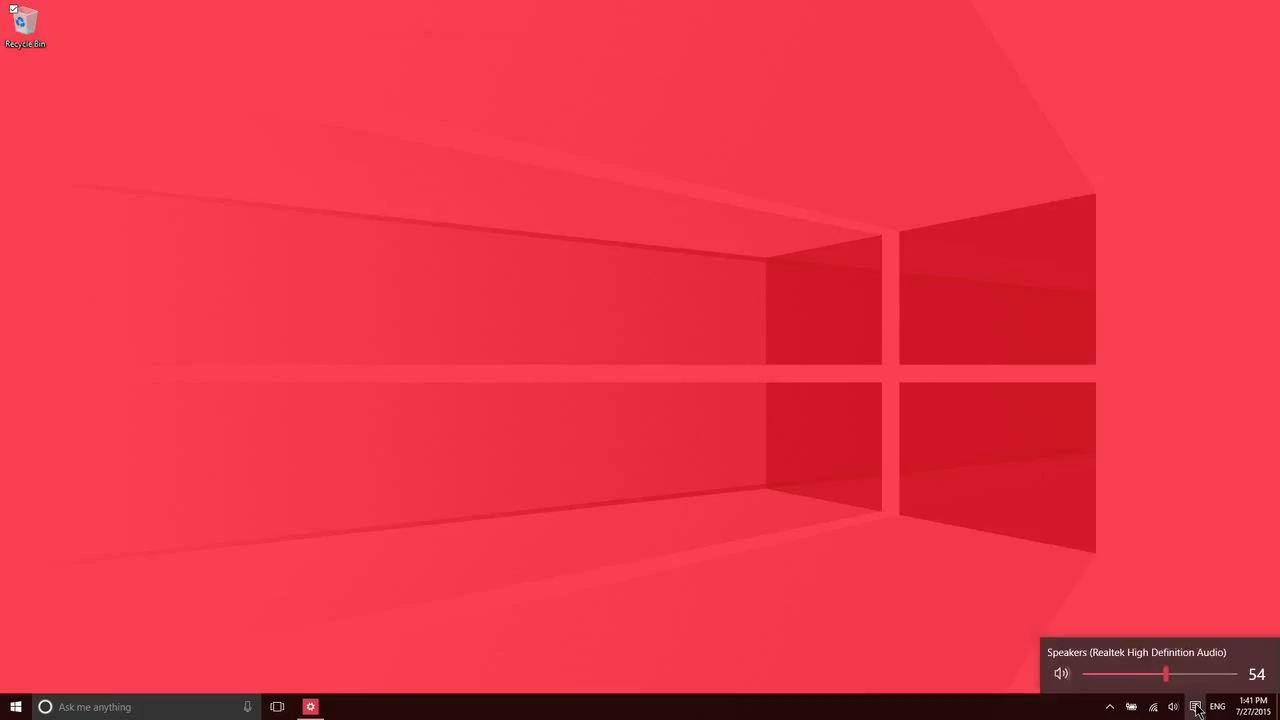 Recycle Bin
Speakers (Realtek High Definition Audio)
54
Ask me anything
ENG
1:41 PM
7/27/2015